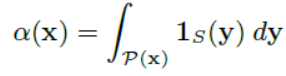 α(x) = ∫_{𝒫(x)} 1_S(y) dy